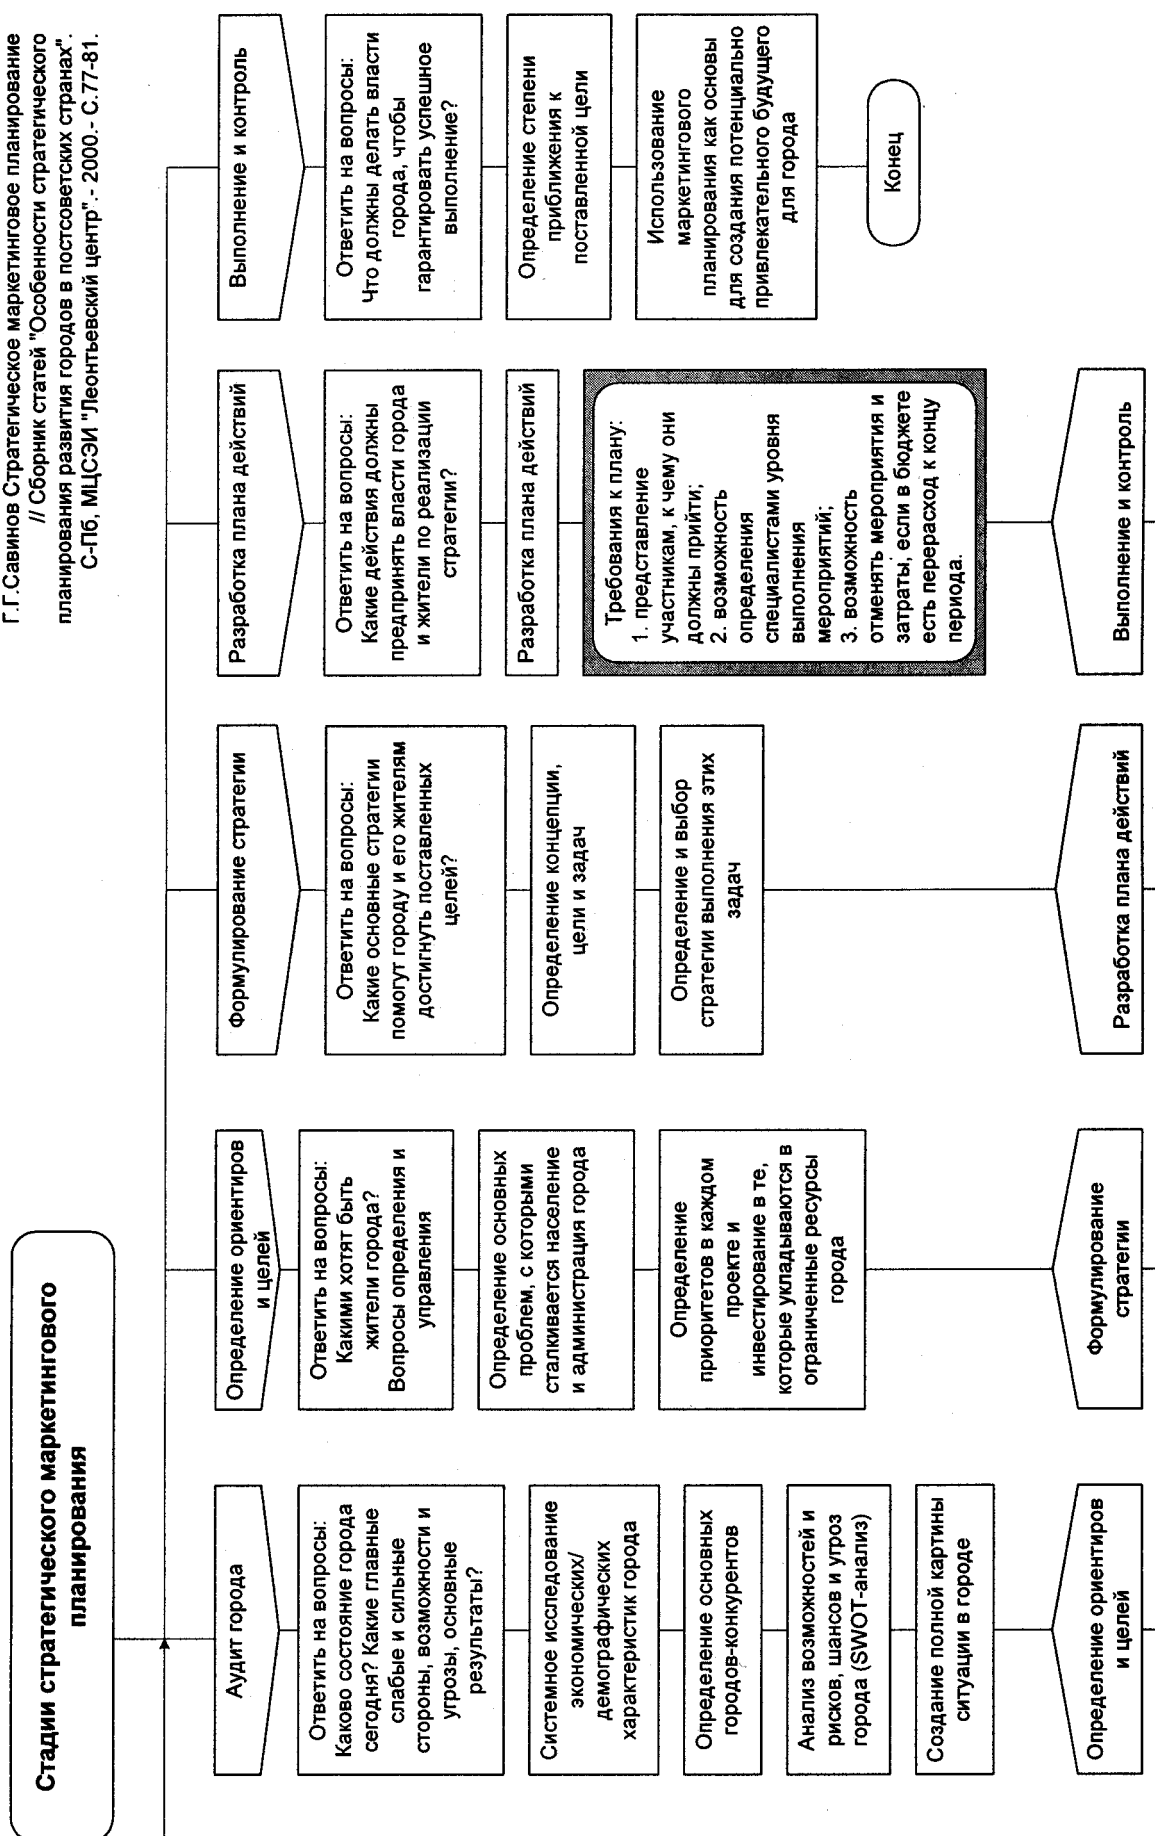 Г.Г.Савинов Стратегическое маркетинговое планирование
// Сборник статей "Особенности стратегического
планирования развития городов в постсоветских странах".
С-Пб, МЦСЭИ "Леонтьевский центр".- 2000.- С.77-81.
Стадии стратегического маркетингового
планирования
Аудит города
Ответить на вопросы:
Каково состояние города
сегодня? Какие главные
слабые и сильные
стороны, возможности и
угрозы, основные
результаты?
Системное исследование
экономических/
демографических
характеристик города
Определение основных
городов-конкурентов
Анализ возможностей и
рисков, шансов и угроз
города (SWOT-анализ)
Создание полной картины
ситуации в городе
Определение ориентиров
и целей
Определение ориентиров
и целей
Ответить на вопросы:
Какими хотят быть
жители города?
Вопросы определения и
управления
Определение основных
проблем, с которыми
сталкивается население
и администрация города
Определение
приоритетов в каждом
проекте и
инвестирование в те,
которые укладываются в
ограниченные ресурсы
города
Формулирование
стратегии
Формулирование стратегии
Ответить на вопросы:
Какие основные стратегии
помогут городу и его жителям
достигнуть поставленных
целей?
Определение концепции,
цели и задач
Определение и выбор
стратегии выполнения этих
задач
Разработка плана действий
Разработка плана действий
Ответить на вопросы:
Какие действия должны
предпринять власти города
и жители по реализации
стратегии?
Разработка плана действий
Требования к плану:
1. представление
участникам, к чему они
должны прийти;
2. возможность
определения
специалистами уровня
выполнения
мероприятий;
3. возможность
отменять мероприятия и
затраты, если в бюджете
есть перерасход к концу
периода.
Выполнение и контроль
Выполнение и контроль
Ответить на вопросы:
Что должны делать власти
города, чтобы
гарантировать успешное
выполнение?
Определение степени
приближения к
поставленной цели
Использование
маркетингового
планирования как основы
для создания потенциально
привлекательного будущего
для города
Конец